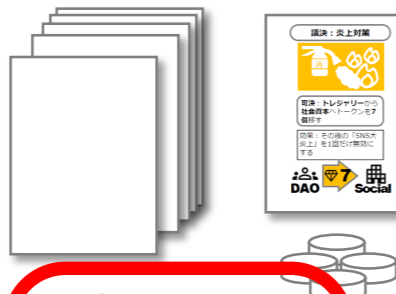 議決：炎上対策
可決：トレジャリーから
社会資本へトークンを7
個移す
効果：その後の「SNS大
炎上」を1回だけ無効に
する
7
DAO
Social